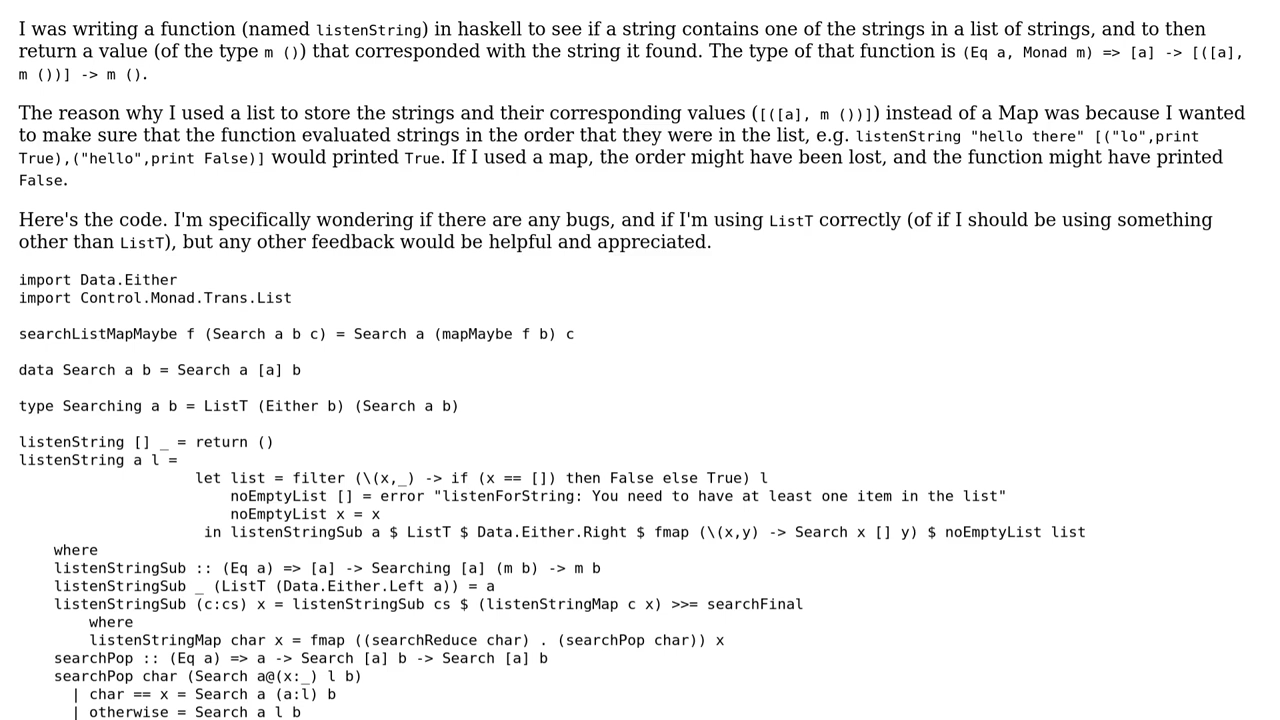 I was writing a function (named listenString) in haskell to see if a string contains one of the strings in a list of strings, and to then
return a value (of the type m ()) that corresponded with the string it found. The type of that function is (Eq a, Monad m) => [a] -> [([a],
m ())] -> m ().
The reason why I used a list to store the strings and their corresponding values ([([a], m ())]) instead of a Map was because I wanted
to make sure that the function evaluated strings in the order that they were in the list, e.g. listenString "hello there" [("lo",print
True),("hello",print False)] would printed True. If I used a map, the order might have been lost, and the function might have printed
False.
Here's the code. I'm specifically wondering if there are any bugs, and if I'm using ListT correctly (of if I should be using something
other than ListT), but any other feedback would be helpful and appreciated.
import Data.Either
import Control.Monad.Trans.List
searchListMapMaybe f (Search a b c) = Search a (mapMaybe f b) c
data Search a b = Search a [a] b
type Searching a b = ListT (Either b) (Search a b)
listenString [] _ = return ()
listenString a l =
let list = filter (\(x,_) -> if (x == []) then False else True) l
noEmptyList [] = error "listenForString: You need to have at least one item in the list"
noEmptyList x = x
in listenStringSub a $ ListT $ Data.Either.Right $ fmap (\(x,y) -> Search x [] y) $ noEmptyList list
where
listenStringSub :: (Eq a) => [a] -> Searching [a] (m b) -> m b
listenStringSub _ (ListT (Data.Either.Left a)) = a
listenStringSub (c:cs) x = listenStringSub cs $ (listenStringMap c x) >>= searchFinal
where
listenStringMap char x = fmap ((searchReduce char) . (searchPop char)) x
searchPop :: (Eq a) => a -> Search [a] b -> Search [a] b
searchPop char (Search a@(x:_) l b)
| char == x = Search a (a:l) b
| otherwise = Search a l b